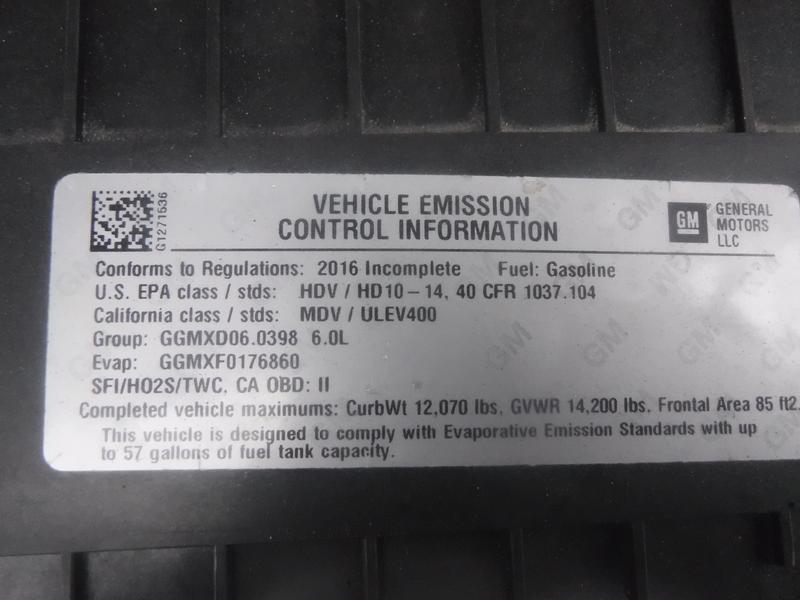 VEHICLE EMISSION
CONTROL INFORMATION
GM GENERAL
MOTORS
LLC
G1271536
Conforms to Regulations: 2016 Incomplete Fuel: Gasoline
U.S. EPA class / stds: HDV / HD10-14, 40 CFR 1037.104
California class / stds: MDV / ULEV400
Group: GGMXD06.0398 6.0L
Evap: GGMXF0176860
SFI/HO2S/TWC, CA OBD: II
Completed vehicle maximums: CurbWt 12,070 lbs, GVWR 14,200 lbs, Frontal Area 85 ft2.
This vehicle is designed to comply with Evaporative Emission Standards with up
to 57 gallons of fuel tank capacity.